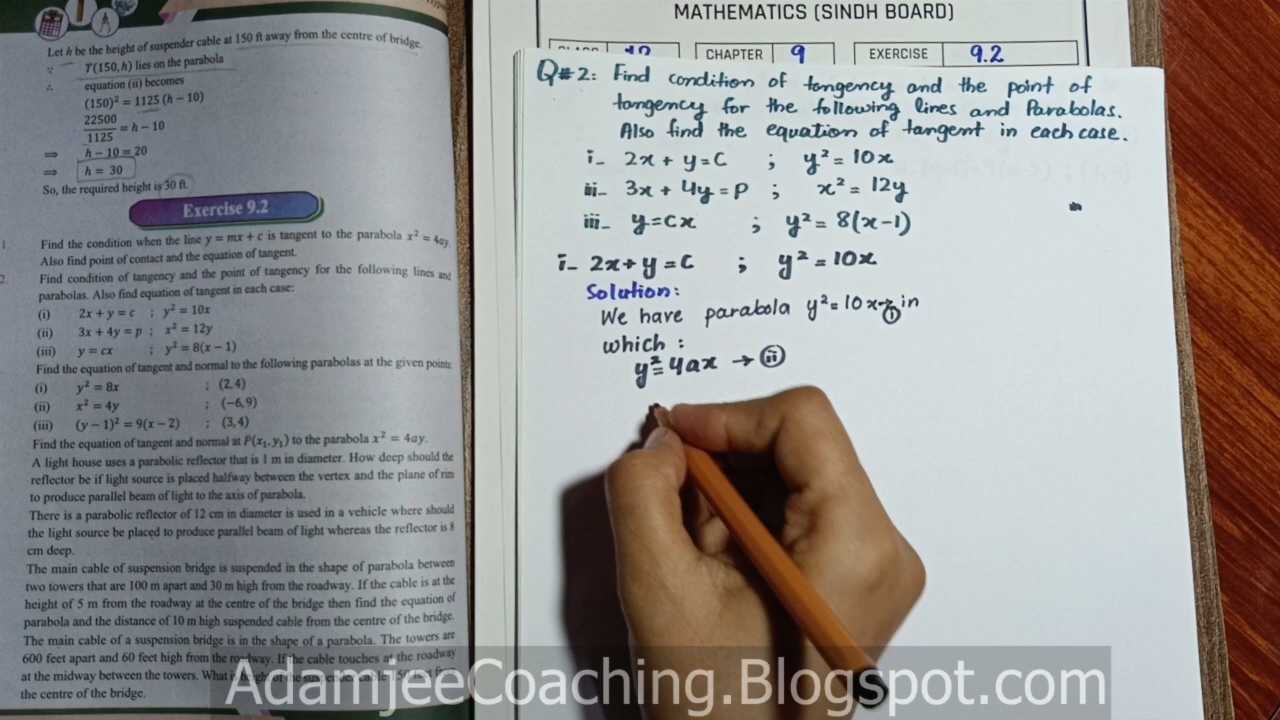 Let h be the height of suspender cable at 150 ft away from the centre of bridge.
∵ T(150, h) lies on the parabola
∴ equation (ii) becomes
(150)² = 1125 (h − 10)
22500/1125 = h − 10
⟹ h − 10 = 20
⟹ h = 30
So, the required height is 30 ft.
Exercise 9.2
1. Find the condition when the line y = mx + c is tangent to the parabola x² = 4ay.
Also find point of contact and the equation of tangent.
2. Find condition of tangency and the point of tangency for the following lines and
parabolas. Also find equation of tangent in each case:
(i) 2x + y = c ; y² = 10x
(ii) 3x + 4y = p ; x² = 12y
(iii) y = cx ; y² = 8(x − 1)
Find the equation of tangent and normal to the following parabolas at the given points:
(i) y² = 8x ; (2, 4)
(ii) x² = 4y ; (−6, 9)
(iii) (y − 1)² = 9(x − 2) ; (3, 4)
Find the equation of tangent and normal at P(x₁, y₁) to the parabola x² = 4ay.
A light house uses a parabolic reflector that is 1 m in diameter. How deep should the
reflector be if light source is placed halfway between the vertex and the plane of rim
to produce parallel beam of light to the axis of parabola.
There is a parabolic reflector of 12 cm in diameter is used in a vehicle where should
the light source be placed to produce parallel beam of light whereas the reflector is 8
cm deep.
The main cable of suspension bridge is suspended in the shape of parabola between
two towers that are 100 m apart and 30 m high from the roadway. If the cable is at the
height of 5 m from the roadway at the centre of the bridge then find the equation of
parabola and the distance of 10 m high suspended cable from the centre of the bridge.
The main cable of a suspension bridge is in the shape of a parabola. The towers are
600 feet apart and 60 feet high from the roadway. If the cable touches at the roadway
at the midway between the towers. What is height of the suspender cable 150 feet from
the centre of the bridge.
MATHEMATICS (SINDH BOARD)
CHAPTER 9 EXERCISE 9.2
Q#2: Find condition of tangency and the point of
tangency for the following lines and Parabolas.
Also find the equation of tangent in each case.
i- 2x + y = C ; y² = 10x
ii- 3x + 4y = P ; x² = 12y
iii- y = cx ; y² = 8(x-1)
i- 2x + y = C ; y² = 10x
Solution:
We have parabola y² = 10x → ① in
which :
y² = 4ax → ⓘⓘ
AdamjeeCoaching.Blogspot.com